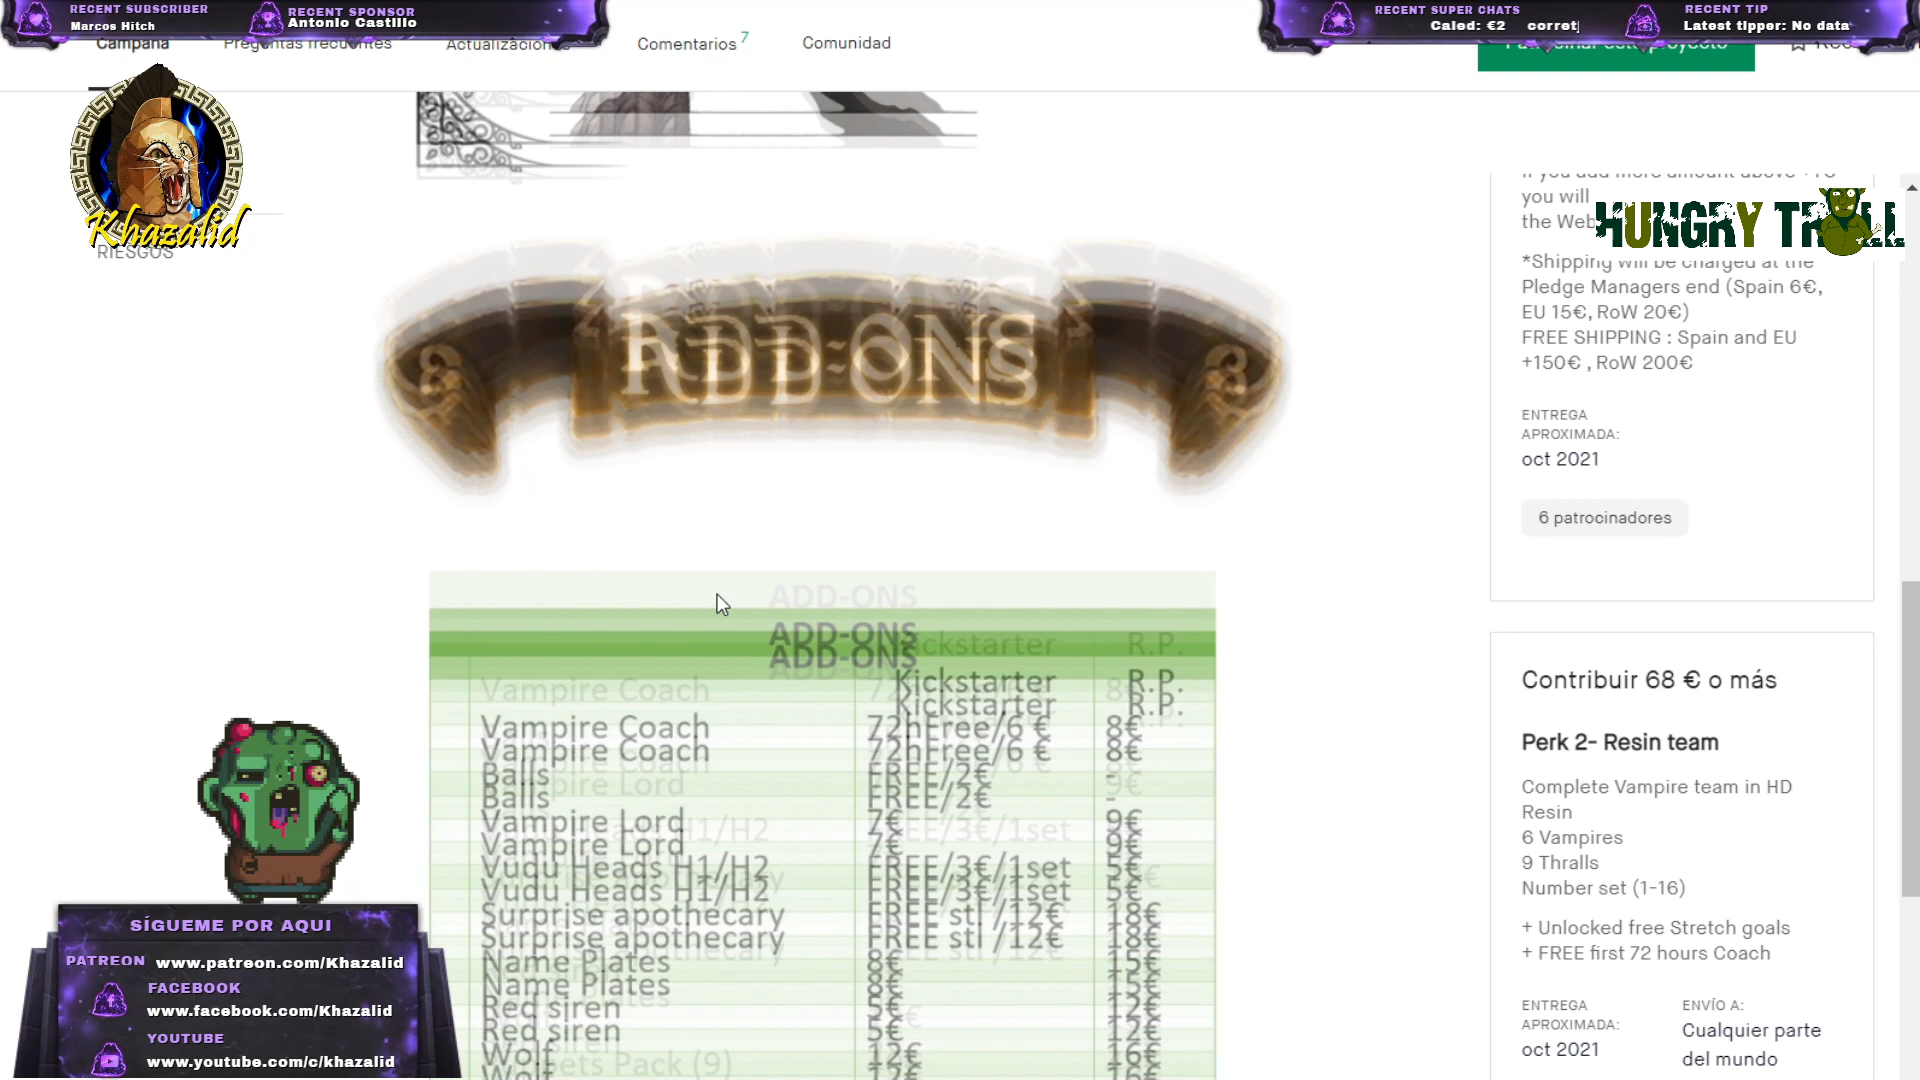 RECENT SUBSCRIBER
Marcos Hitch
RECENT SPONSOR
Antonio Castillo
RECENT SUPER CHATS
Caled: €2 corret
RECENT TIP
Latest tipper: No data
Campaña
Preguntas frecuentes
Comentarios 7
Comunidad
Khazalid
RIESGOS
HUNGRY TROLL
ADD-ONS
you will
the Web
*Shipping will be charged at the
Pledge Managers end (Spain 6€,
EU 15€, RoW 20€)
FREE SHIPPING : Spain and EU
+150€ , RoW 200€
ENTREGA
APROXIMADA:
oct 2021
6 patrocinadores
ADD-ONS
Kickstarter R.P.
Vampire Coach 72hFree/6 € 8€
Balls FREE/2€ -
Vampire Lord 7€ 9€
Vudu Heads H1/H2 FREE/3€/1set 5€
Surprise apothecary FREE stl /12€ 18€
Name Plates 8€ 15€
Red siren 5€ 12€
Wolf 12€ 16€
Contribuir 68 € o más
Perk 2- Resin team
Complete Vampire team in HD
Resin
6 Vampires
9 Thralls
Number set (1-16)
+ Unlocked free Stretch goals
+ FREE first 72 hours Coach
ENTREGA
APROXIMADA:
oct 2021
ENVÍO A:
Cualquier parte
del mundo
SÍGUEME POR AQUI
PATREON www.patreon.com/Khazalid
FACEBOOK
www.facebook.com/Khazalid
YOUTUBE
www.youtube.com/c/khazalid